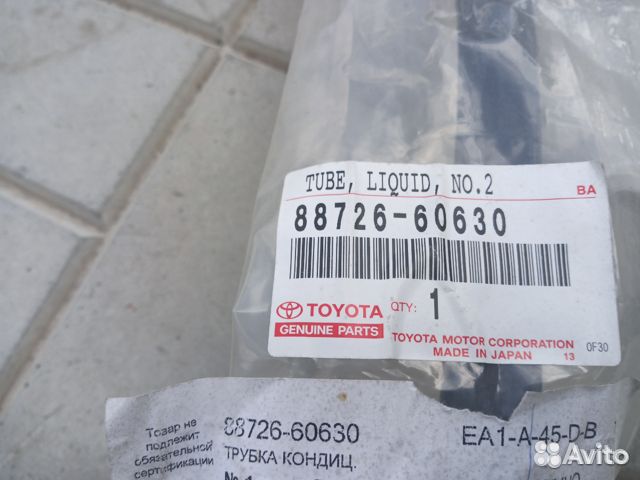 TUBE, LIQUID, NO.2
BA
88726-60630
TOYOTA
GENUINE PARTS
QTY: 1
TOYOTA MOTOR CORPORATION
MADE IN JAPAN 13
0F30
Товар не
подлежит
обязательной
сертификации
88726-60630
EA1-A-45-D-B
ТРУБКА КОНДИЦ.
Avito